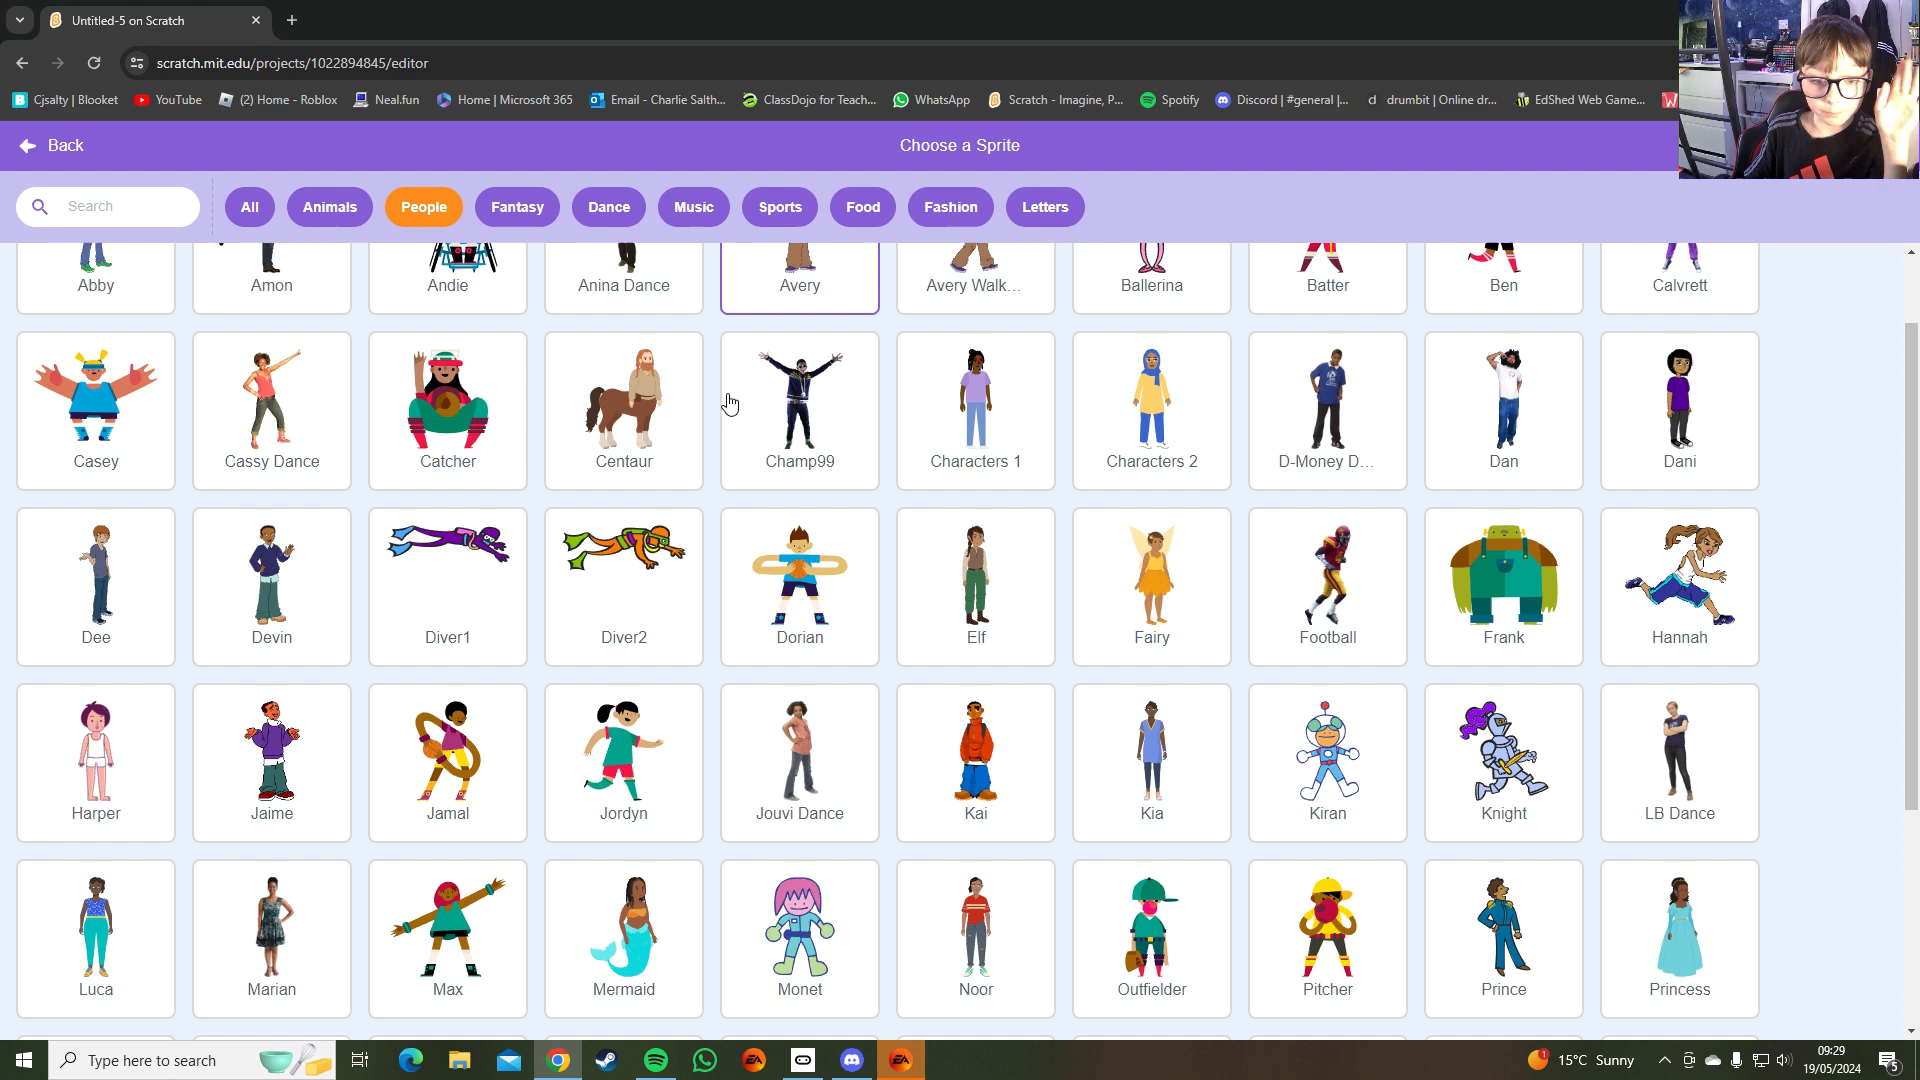 Untitled-5 on Scratch
scratch.mit.edu/projects/1022894845/editor
Cjsalty | Blooket
YouTube
(2) Home - Roblox
Neal.fun
Home | Microsoft 365
Email - Charlie Salth...
ClassDojo for Teach...
WhatsApp
Scratch - Imagine, P...
Spotify
Discord | #general |...
drumbit | Online dr...
EdShed Web Game...
Back
Choose a Sprite
Search
All
Animals
People
Fantasy
Dance
Music
Sports
Food
Fashion
Letters
Abby
Amon
Andie
Anina Dance
Avery
Avery Walk...
Ballerina
Batter
Ben
Calvrett
Casey
Cassy Dance
Catcher
Centaur
Champ99
Characters 1
Characters 2
D-Money D...
Dan
Dani
Dee
Devin
Diver1
Diver2
Dorian
Elf
Fairy
Football
Frank
Hannah
Harper
Jaime
Jamal
Jordyn
Jouvi Dance
Kai
Kia
Kiran
Knight
LB Dance
Luca
Marian
Max
Mermaid
Monet
Noor
Outfielder
Pitcher
Prince
Princess
Type here to search
EA
EA
1
15°C Sunny
09:29
19/05/2024
5